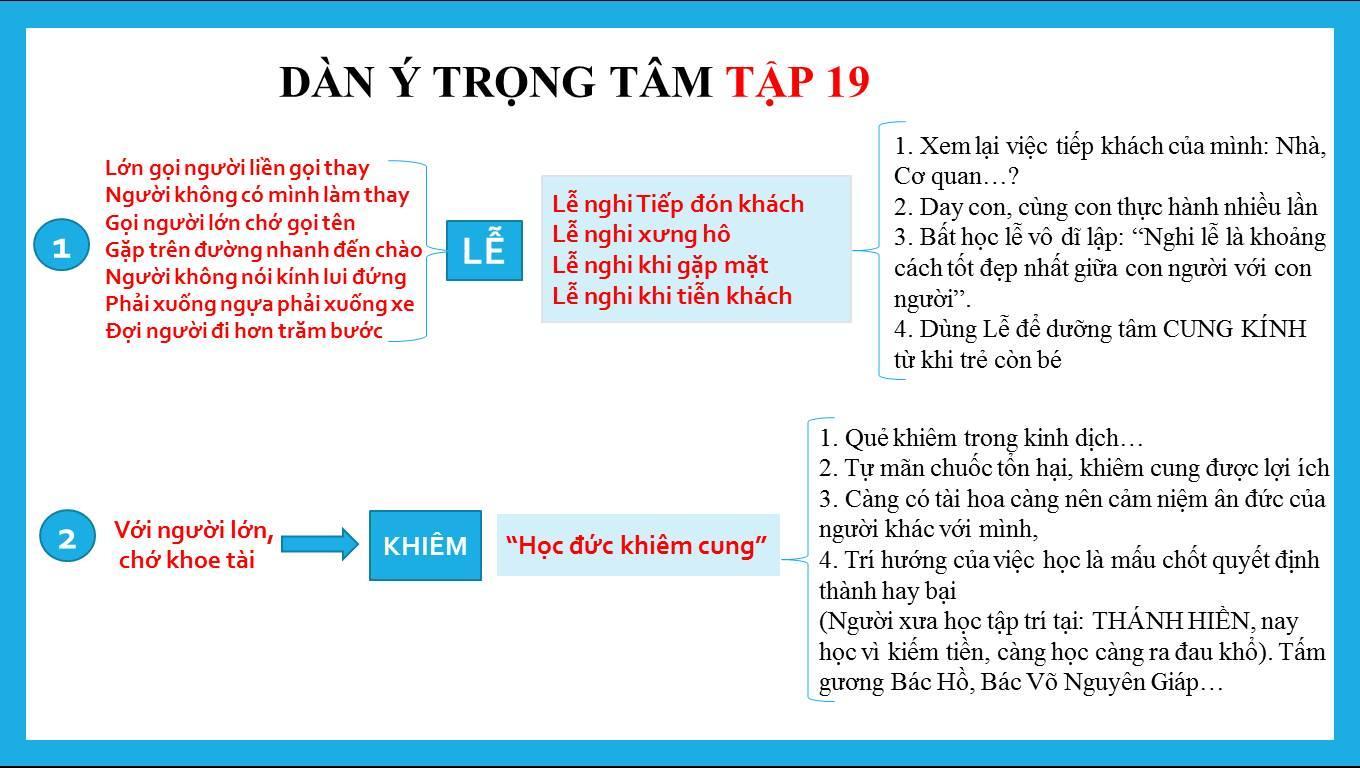 DÀN Ý TRỌNG TÂM TẬP 19
1
Lớn gọi người liền gọi thay
Người không có mình làm thay
Gọi người lớn chớ gọi tên
Gặp trên đường nhanh đến chào
Người không nói kính lui đứng
Phải xuống ngựa phải xuống xe
Đợi người đi hơn trăm bước
LỄ
Lễ nghi Tiếp đón khách
Lễ nghi xưng hô
Lễ nghi khi gặp mặt
Lễ nghi khi tiễn khách
1. Xem lại việc tiếp khách của mình: Nhà,
Cơ quan…?
2. Day con, cùng con thực hành nhiều lần
3. Bất học lễ vô dĩ lập: “Nghi lễ là khoảng
cách tốt đẹp nhất giữa con người với con
người”.
4. Dùng Lễ để dưỡng tâm CUNG KÍNH
từ khi trẻ còn bé
2
Với người lớn,
chớ khoe tài
KHIÊM
“Học đức khiêm cung”
1. Quẻ khiêm trong kinh dịch…
2. Tự mãn chuốc tổn hại, khiêm cung được lợi ích
3. Càng có tài hoa càng nên cảm niệm ân đức của
người khác với mình,
4. Trí hướng của việc học là mấu chốt quyết định
thành hay bại
(Người xưa học tập trí tại: THÁNH HIỀN, nay
học vì kiếm tiền, càng học càng ra đau khổ). Tấm
gương Bác Hồ, Bác Võ Nguyên Giáp…